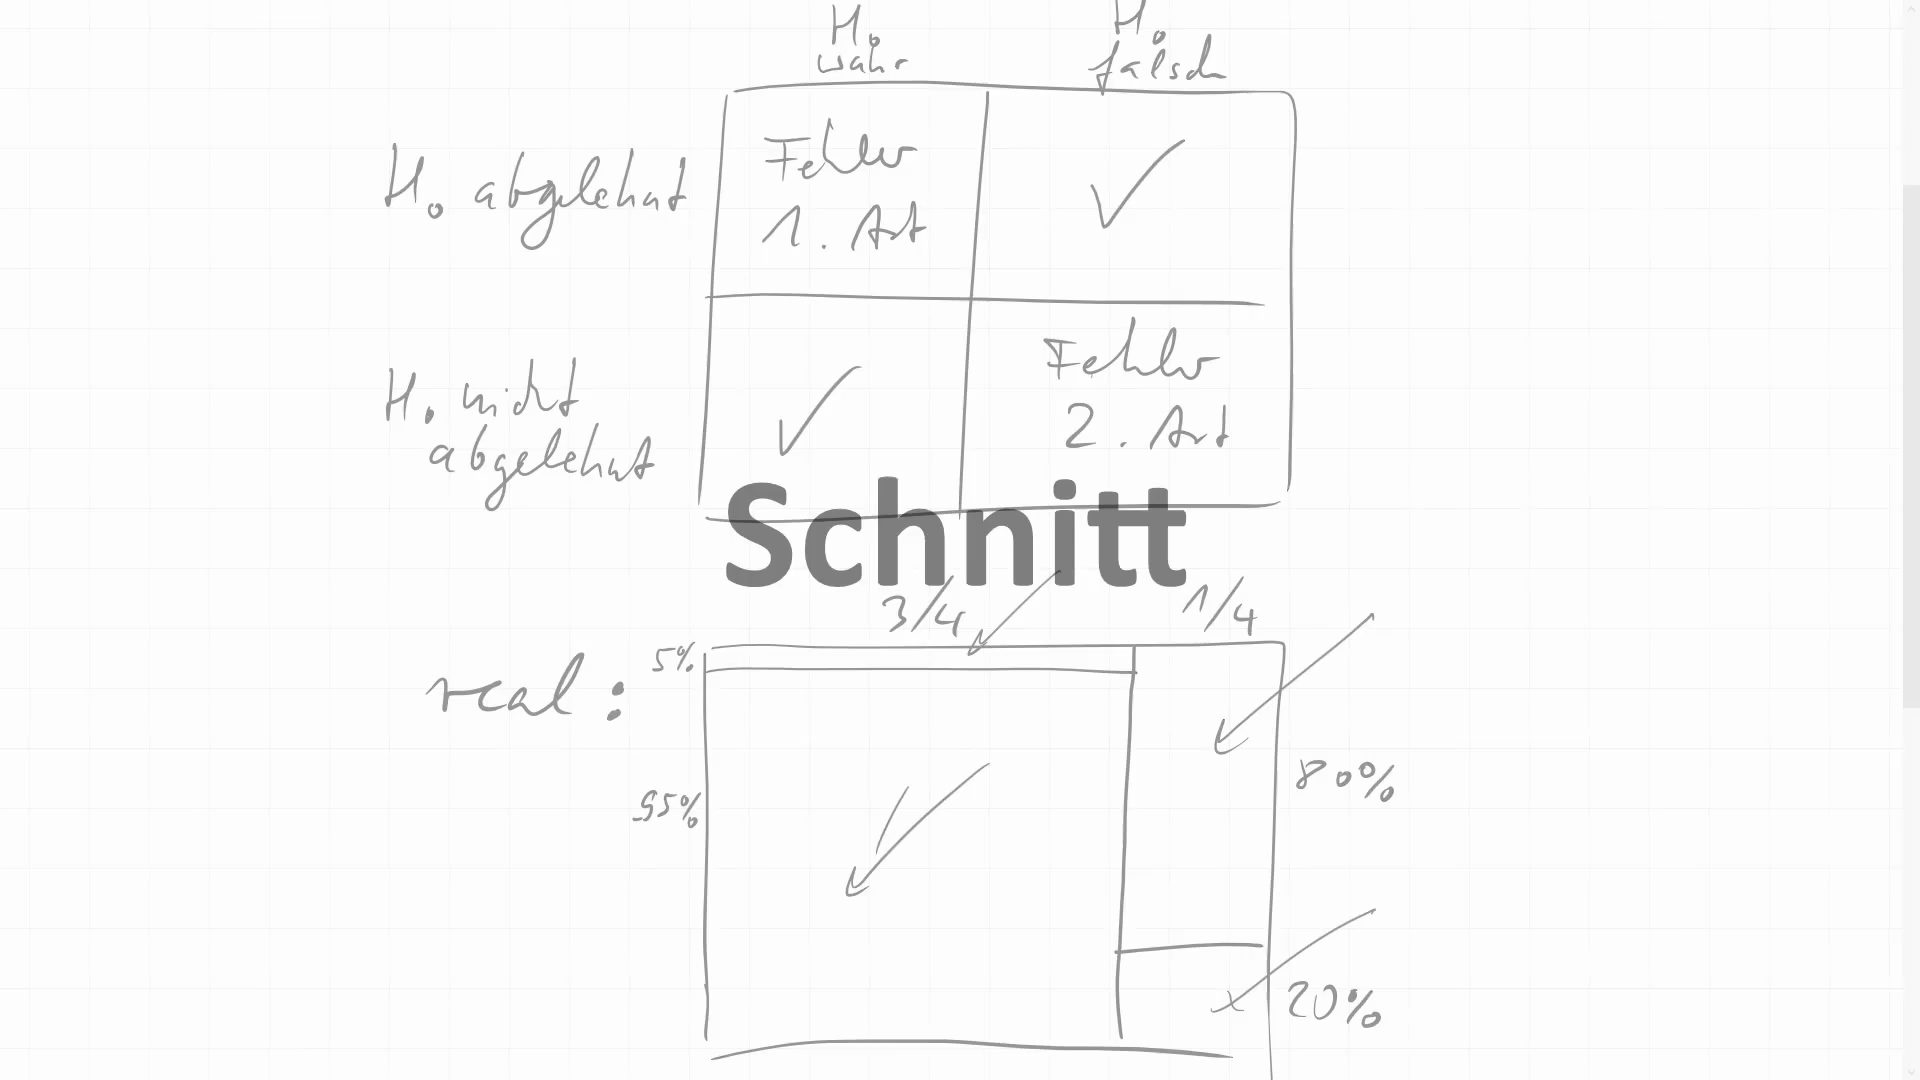 H₀ wahr
H₀ falsch
H₀ abgelehnt
Fehler
1. Art
✓
H₀ nicht
abgelehnt
✓
Fehler
2. Art
Schnitt
3/4
1/4
real:
5%
95%
80%
20%